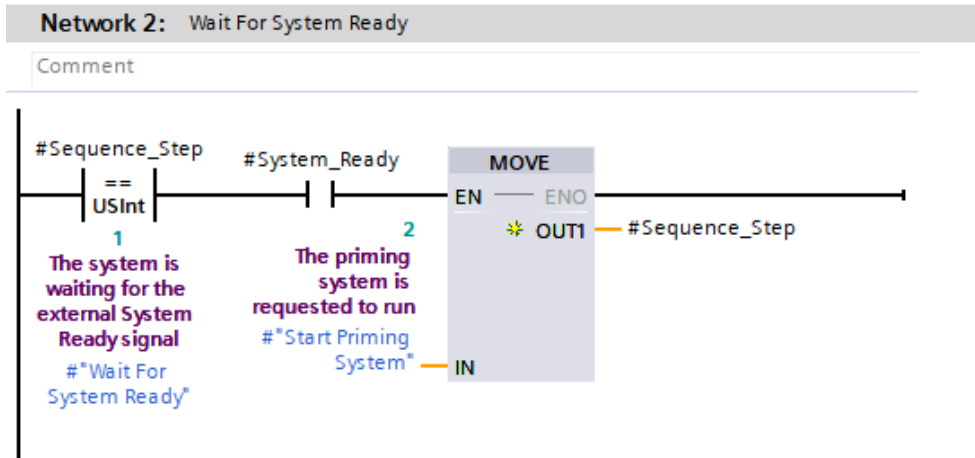 Network 2: Wait For System Ready
Comment
#Sequence_Step
==
USInt
1
The system is
waiting for the
external System
Ready signal
#"Wait For
System Ready"
#System_Ready
2
The priming
system is
requested to run
#"Start Priming
System"
MOVE
EN ENO
OUT1
#Sequence_Step
IN